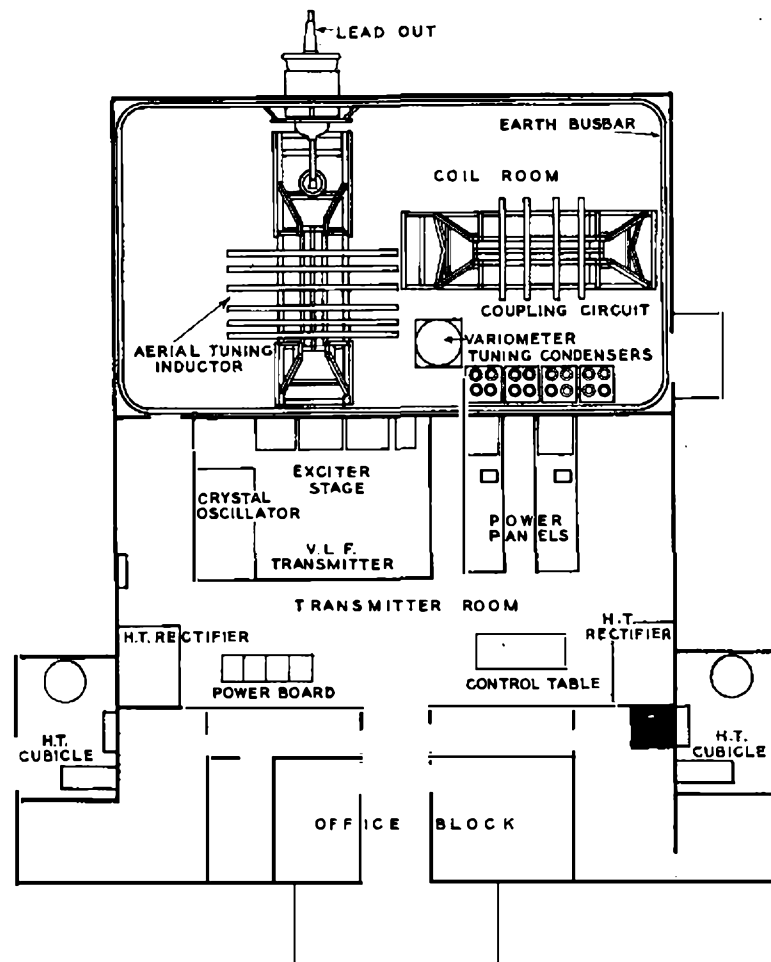 LEAD OUT
EARTH BUSBAR
COIL ROOM
COUPLING CIRCUIT
AERIAL TUNING
INDUCTOR
VARIOMETER
TUNING CONDENSERS
EXCITER
STAGE
CRYSTAL
OSCILLATOR
POWER
PANELS
V.L.F.
TRANSMITTER
TRANSMITTER ROOM
H.T. RECTIFIER
H.T.
RECTIFIER
POWER BOARD
CONTROL TABLE
H.T.
CUBICLE
H.T.
CUBICLE
OFFICE BLOCK